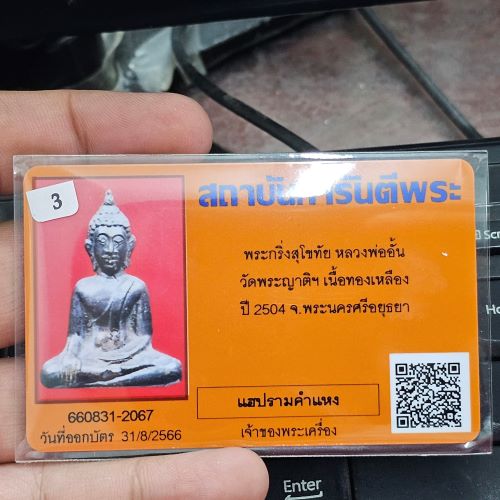 3
สถาบันการันตีพระ
พระกริ่งสุโขทัย หลวงพ่ออั้น
วัดพระญาติฯ เนื้อทองเหลือง
ปี 2504 จ.พระนครศรีอยุธยา
แฮปรามคำแหง
เจ้าของพระเครื่อง
660831-2067
วันที่ออกบัตร 31/8/2566
Enter